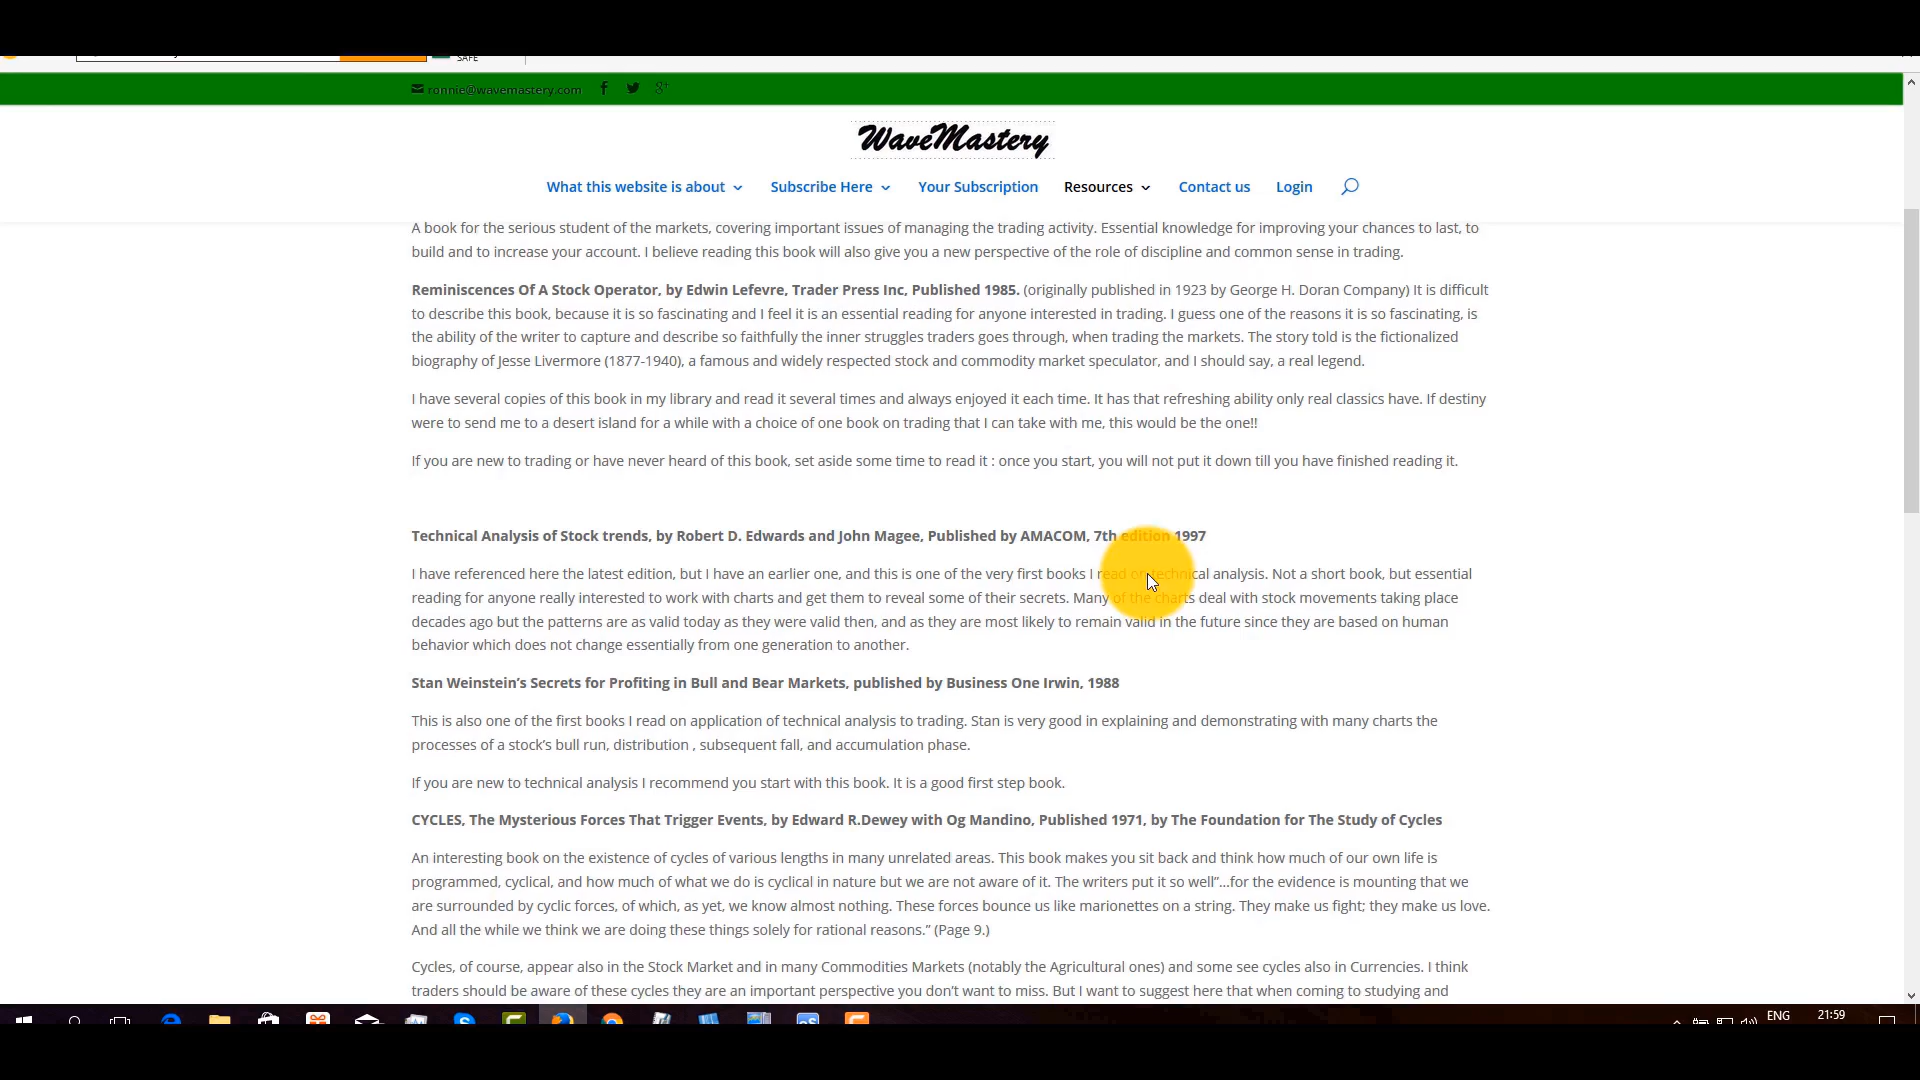 SAFE
ronnie@wavemastery.com
WaveMastery
What this website is about Subscribe Here Your Subscription Resources Contact us Login
A book for the serious student of the markets, covering important issues of managing the trading activity. Essential knowledge for improving your chances to last, to
build and to increase your account. I believe reading this book will also give you a new perspective of the role of discipline and common sense in trading.
Reminiscences Of A Stock Operator, by Edwin Lefevre, Trader Press Inc, Published 1985. (originally published in 1923 by George H. Doran Company) It is difficult
to describe this book, because it is so fascinating and I feel it is an essential reading for anyone interested in trading. I guess one of the reasons it is so fascinating, is
the ability of the writer to capture and describe so faithfully the inner struggles traders goes through, when trading the markets. The story told is the fictionalized
biography of Jesse Livermore (1877-1940), a famous and widely respected stock and commodity market speculator, and I should say, a real legend.
I have several copies of this book in my library and read it several times and always enjoyed it each time. It has that refreshing ability only real classics have. If destiny
were to send me to a desert island for a while with a choice of one book on trading that I can take with me, this would be the one!!
If you are new to trading or have never heard of this book, set aside some time to read it : once you start, you will not put it down till you have finished reading it.
Technical Analysis of Stock trends, by Robert D. Edwards and John Magee, Published by AMACOM, 7th edition 1997
I have referenced here the latest edition, but I have an earlier one, and this is one of the very first books I read on technical analysis. Not a short book, but essential
reading for anyone really interested to work with charts and get them to reveal some of their secrets. Many of the charts deal with stock movements taking place
decades ago but the patterns are as valid today as they were valid then, and as they are most likely to remain valid in the future since they are based on human
behavior which does not change essentially from one generation to another.
Stan Weinstein’s Secrets for Profiting in Bull and Bear Markets, published by Business One Irwin, 1988
This is also one of the first books I read on application of technical analysis to trading. Stan is very good in explaining and demonstrating with many charts the
processes of a stock’s bull run, distribution , subsequent fall, and accumulation phase.
If you are new to technical analysis I recommend you start with this book. It is a good first step book.
CYCLES, The Mysterious Forces That Trigger Events, by Edward R.Dewey with Og Mandino, Published 1971, by The Foundation for The Study of Cycles
An interesting book on the existence of cycles of various lengths in many unrelated areas. This book makes you sit back and think how much of our own life is
programmed, cyclical, and how much of what we do is cyclical in nature but we are not aware of it. The writers put it so well”…for the evidence is mounting that we
are surrounded by cyclic forces, of which, as yet, we know almost nothing. These forces bounce us like marionettes on a string. They make us fight; they make us love.
And all the while we think we are doing these things solely for rational reasons.” (Page 9.)
Cycles, of course, appear also in the Stock Market and in many Commodities Markets (notably the Agricultural ones) and some see cycles also in Currencies. I think
traders should be aware of these cycles they are an important perspective you don’t want to miss. But I want to suggest here that when coming to studying and
ENG 21:59